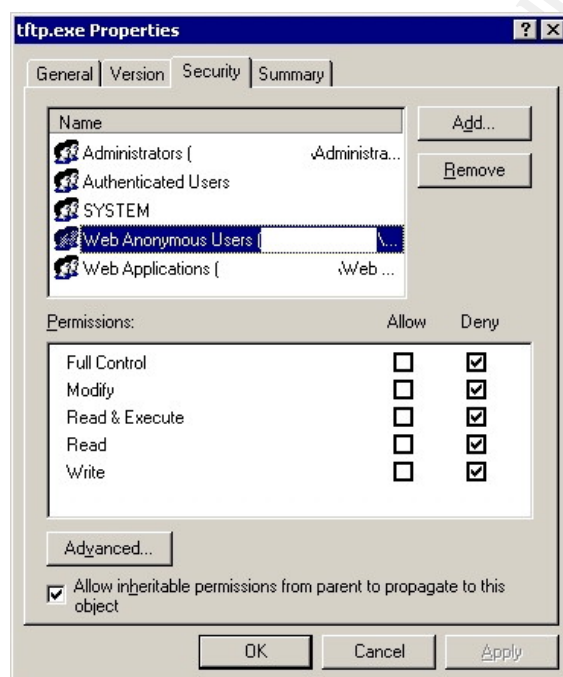 tftp.exe Properties
General Version Security Summary
Name
Administrators ( \Administra...
Authenticated Users
SYSTEM
Web Anonymous Users ( \...
Web Applications ( \Web ...
Add...
Remove
Permissions: Allow Deny
Full Control
Modify
Read & Execute
Read
Write
Advanced...
Allow inheritable permissions from parent to propagate to this
object
OK Cancel Apply